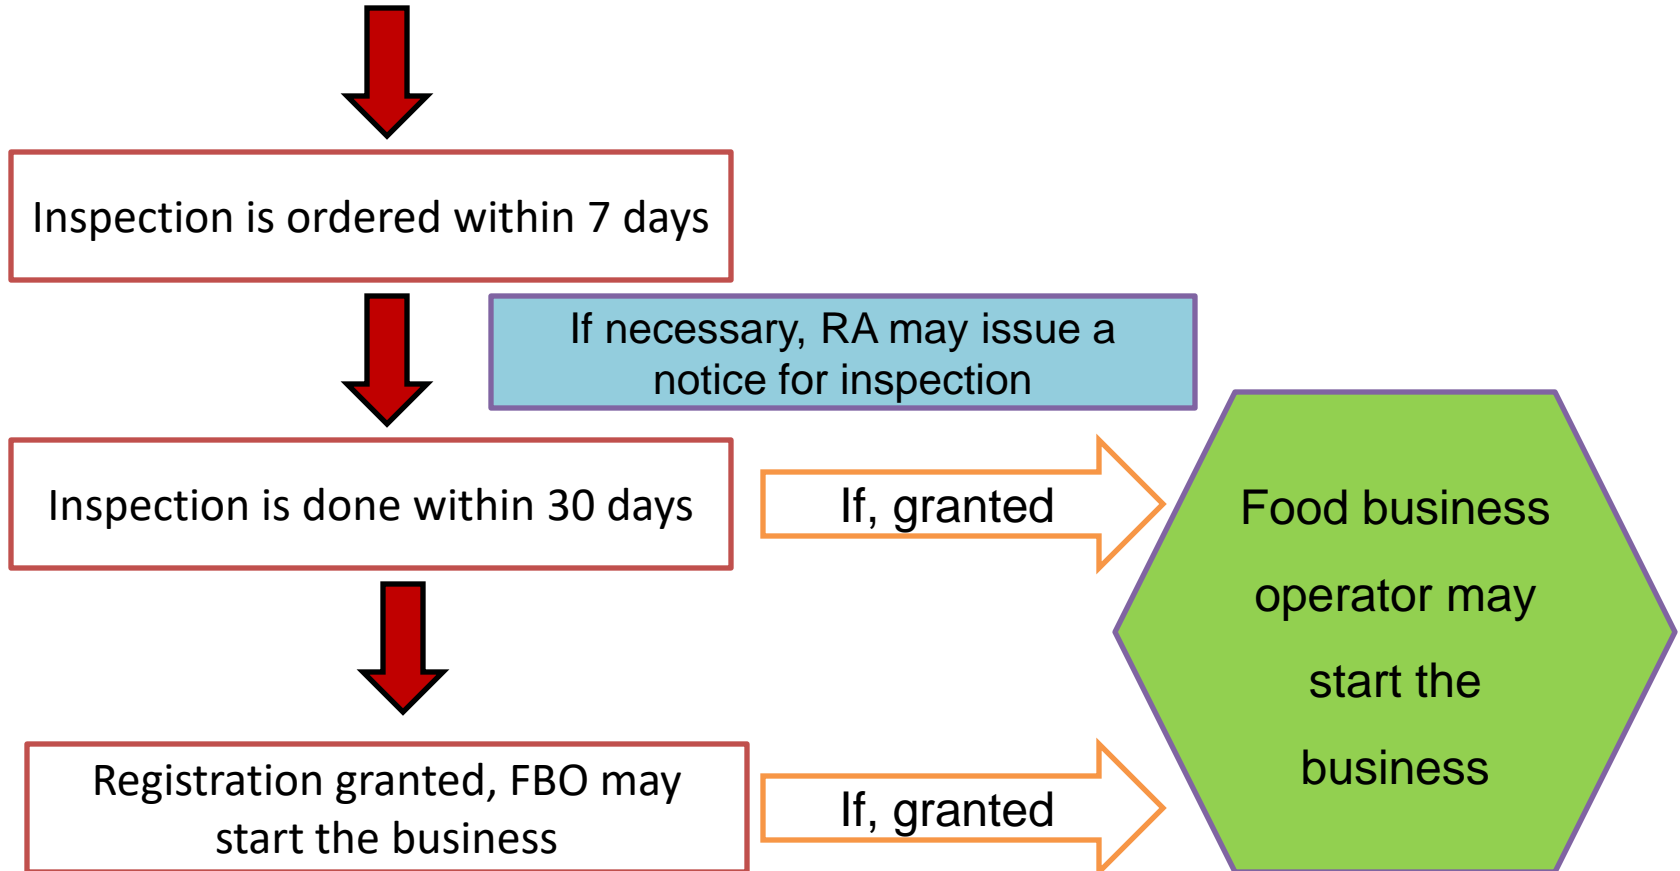 Inspection is ordered within 7 days
If necessary, RA may issue a
notice for inspection
Inspection is done within 30 days
If, granted
Food business
operator may
start the
business
Registration granted, FBO may
start the business
If, granted